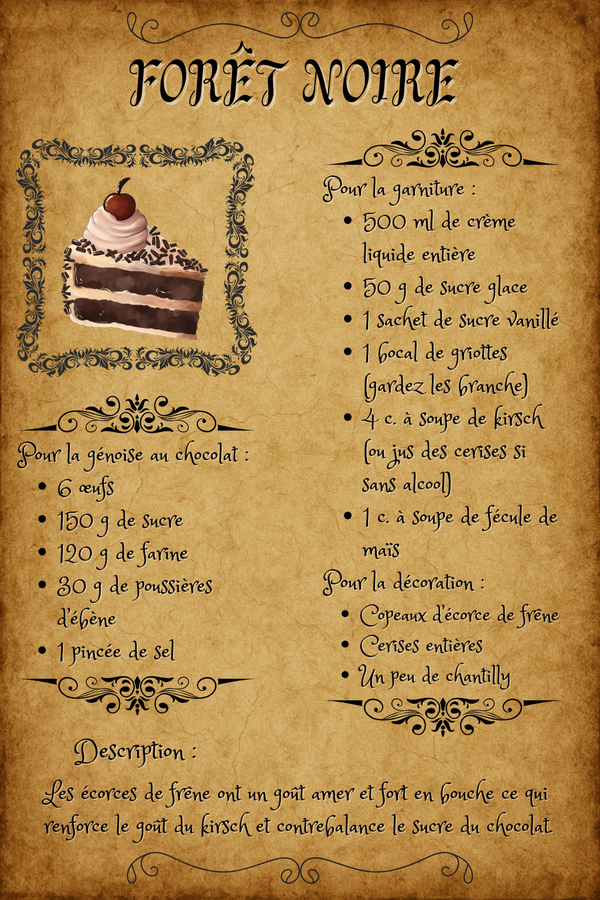 FORÊT NOIRE
Pour la génoise au chocolat :
• 6 œufs
• 150 g de sucre
• 120 g de farine
• 30 g de poussières
d'ébène
• 1 pincée de sel
Pour la garniture :
• 500 ml de crème
liquide entière
• 50 g de sucre glace
• 1 sachet de sucre vanillé
• 1 bocal de griottes
(gardez les branche)
• 4 c. à soupe de kirsch
(ou jus des cerises si
sans alcool)
• 1 c. à soupe de fécule de
maïs
Pour la décoration :
• Copeaux d'écorce de frêne
• Cerises entières
• Un peu de chantilly
Description :
Les écorces de frêne ont un goût amer et fort en bouche ce qui
renforce le goût du kirsch et contrebalance le sucre du chocolat.